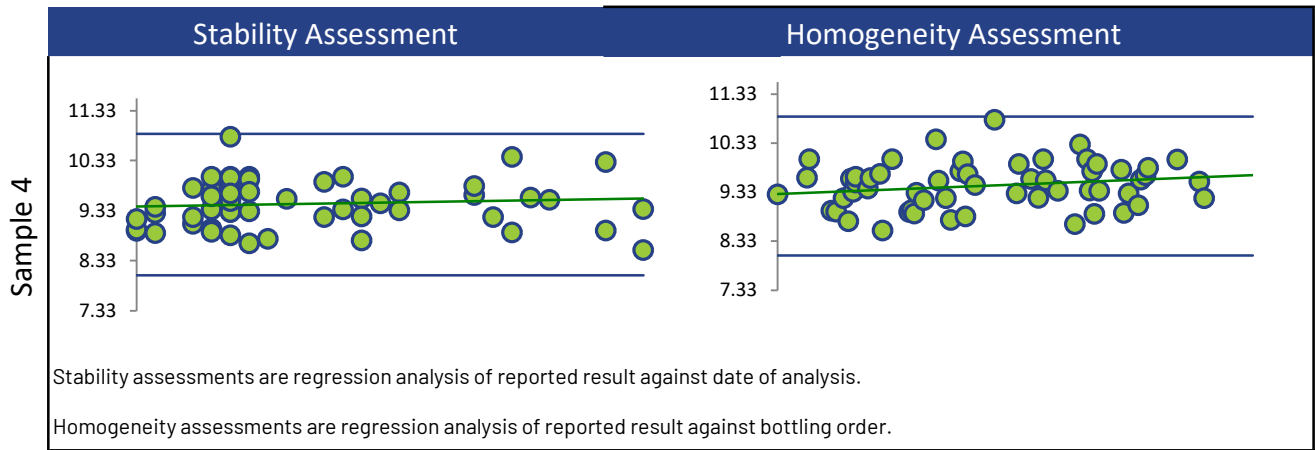 Stability Assessment
Homogeneity Assessment
Sample 4
11.33
10.33
9.33
8.33
7.33
11.33
10.33
9.33
8.33
7.33
Stability assessments are regression analysis of reported result against date of analysis.
Homogeneity assessments are regression analysis of reported result against bottling order.